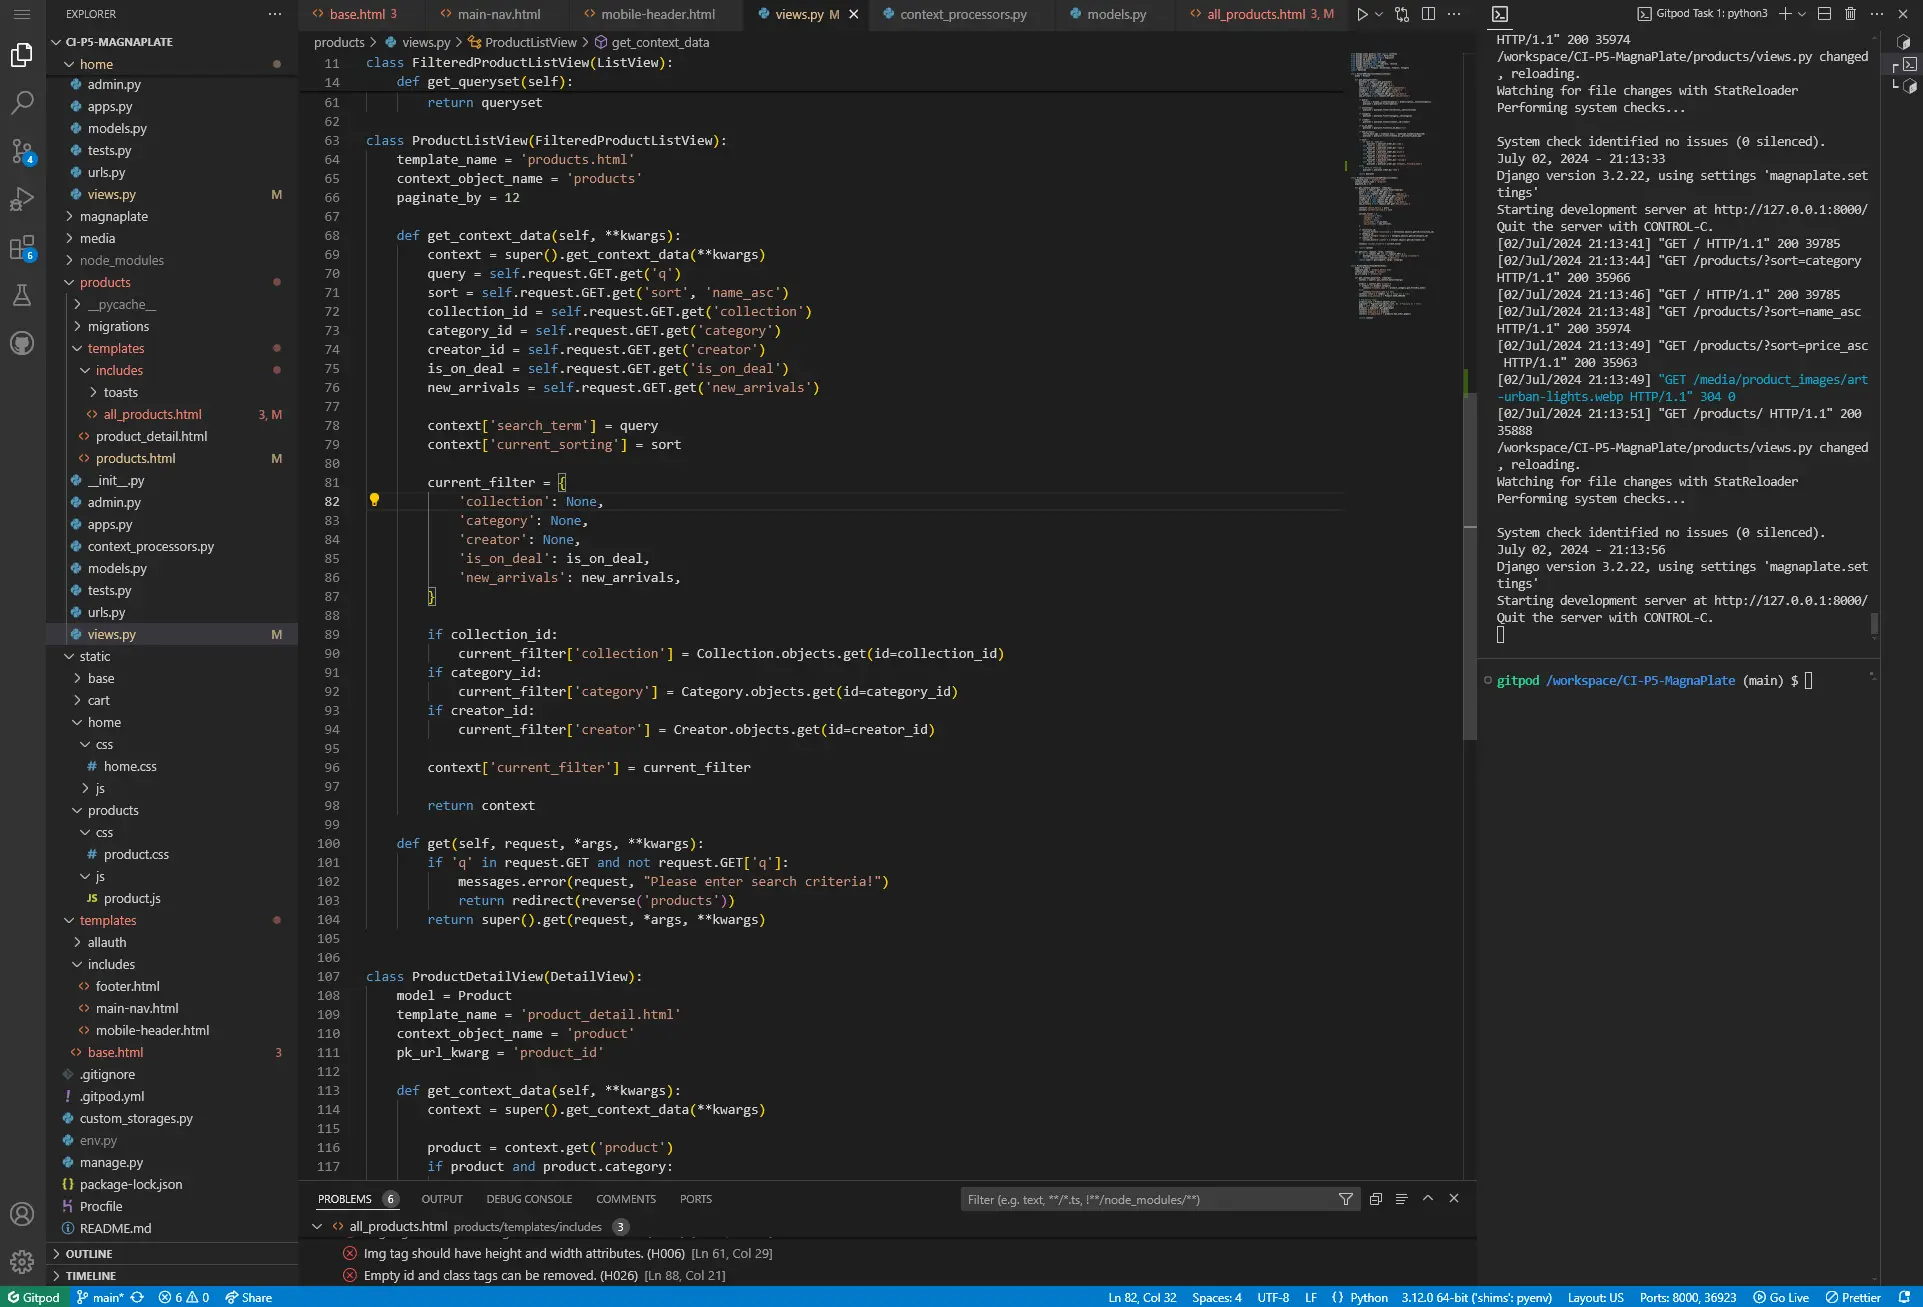 EXPLORER
CI-P5-MAGNAPLATE
home
admin.py
apps.py
models.py
tests.py
urls.py
views.py M
magnaplate
media
node_modules
products
__pycache__
migrations
templates
includes
toasts
all_products.html 3, M
product_detail.html
products.html M
__init__.py
admin.py
apps.py
context_processors.py
models.py
tests.py
urls.py
views.py M
static
base
cart
home
css
home.css
js
products
css
product.css
js
JS product.js
templates
allauth
includes
footer.html
main-nav.html
mobile-header.html
base.html 3
.gitignore
.gitpod.yml
custom_storages.py
env.py
manage.py
package-lock.json
Procfile
README.md
OUTLINE
TIMELINE
4
6
base.html 3 main-nav.html mobile-header.html views.py M context_processors.py models.py all_products.html 3, M
products > views.py > ProductListView > get_context_data
11 class FilteredProductListView(ListView):
14 def get_queryset(self):
61 return queryset
62
63 class ProductListView(FilteredProductListView):
64 template_name = 'products.html'
65 context_object_name = 'products'
66 paginate_by = 12
67
68 def get_context_data(self, **kwargs):
69 context = super().get_context_data(**kwargs)
70 query = self.request.GET.get('q')
71 sort = self.request.GET.get('sort', 'name_asc')
72 collection_id = self.request.GET.get('collection')
73 category_id = self.request.GET.get('category')
74 creator_id = self.request.GET.get('creator')
75 is_on_deal = self.request.GET.get('is_on_deal')
76 new_arrivals = self.request.GET.get('new_arrivals')
77
78 context['search_term'] = query
79 context['current_sorting'] = sort
80
81 current_filter = {
82 'collection': None,
83 'category': None,
84 'creator': None,
85 'is_on_deal': is_on_deal,
86 'new_arrivals': new_arrivals,
87 }
88
89 if collection_id:
90 current_filter['collection'] = Collection.objects.get(id=collection_id)
91 if category_id:
92 current_filter['category'] = Category.objects.get(id=category_id)
93 if creator_id:
94 current_filter['creator'] = Creator.objects.get(id=creator_id)
95
96 context['current_filter'] = current_filter
97
98 return context
99
100 def get(self, request, *args, **kwargs):
101 if 'q' in request.GET and not request.GET['q']:
102 messages.error(request, "Please enter search criteria!")
103 return redirect(reverse('products'))
104 return super().get(request, *args, **kwargs)
105
106
107 class ProductDetailView(DetailView):
108 model = Product
109 template_name = 'product_detail.html'
110 context_object_name = 'product'
111 pk_url_kwarg = 'product_id'
112
113 def get_context_data(self, **kwargs):
114 context = super().get_context_data(**kwargs)
115
116 product = context.get('product')
117 if product and product.category:
PROBLEMS 6 OUTPUT DEBUG CONSOLE COMMENTS PORTS
Filter (e.g. text, **/*.ts, !**/node_modules/**)
all_products.html products/templates/includes 3
Img tag should have height and width attributes. (H006) [Ln 61, Col 29]
Empty id and class tags can be removed. (H026) [Ln 88, Col 21]
Gitpod Task 1: python3
HTTP/1.1" 200 35974
/workspace/CI-P5-MagnaPlate/products/views.py changed
, reloading.
Watching for file changes with StatReloader
Performing system checks...
System check identified no issues (0 silenced).
July 02, 2024 - 21:13:33
Django version 3.2.22, using settings 'magnaplate.set
tings'
Starting development server at http://127.0.0.1:8000/
Quit the server with CONTROL-C.
[02/Jul/2024 21:13:41] "GET / HTTP/1.1" 200 39785
[02/Jul/2024 21:13:44] "GET /products/?sort=category
HTTP/1.1" 200 35966
[02/Jul/2024 21:13:46] "GET / HTTP/1.1" 200 39785
[02/Jul/2024 21:13:48] "GET /products/?sort=name_asc
HTTP/1.1" 200 35974
[02/Jul/2024 21:13:49] "GET /products/?sort=price_asc
HTTP/1.1" 200 35963
[02/Jul/2024 21:13:49] "GET /media/product_images/art
-urban-lights.webp HTTP/1.1" 304 0
[02/Jul/2024 21:13:51] "GET /products/ HTTP/1.1" 200
35888
/workspace/CI-P5-MagnaPlate/products/views.py changed
, reloading.
Watching for file changes with StatReloader
Performing system checks...
System check identified no issues (0 silenced).
July 02, 2024 - 21:13:56
Django version 3.2.22, using settings 'magnaplate.set
tings'
Starting development server at http://127.0.0.1:8000/
Quit the server with CONTROL-C.
gitpod /workspace/CI-P5-MagnaPlate (main) $
Gitpod main* 6 0 Share
Ln 82, Col 32 Spaces: 4 UTF-8 LF Python 3.12.0 64-bit ('shims': pyenv) Layout: US Ports: 8000, 36923 Go Live Prettier